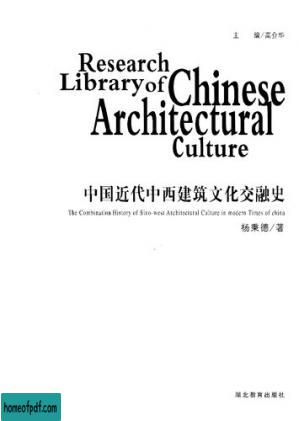 主 编/高介华
Research
Library of Chinese
Architectural
Culture
中国近代中西建筑文化交融史
The Combination History of Sino-west Architectural Culture in modern Times of china
杨秉德/著
湖北教育出版社
homeofpdf.com